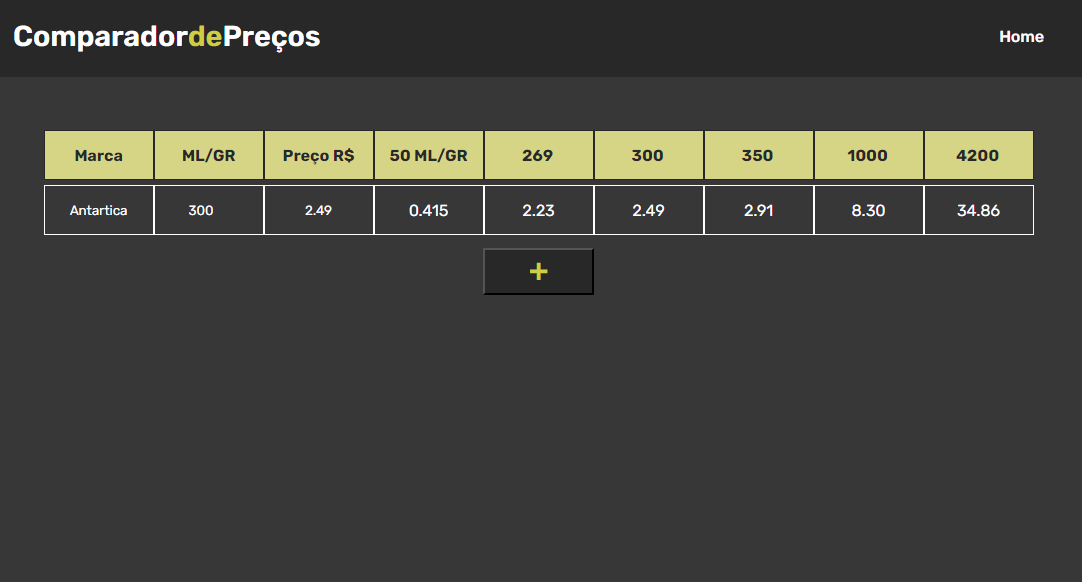 ComparadordePreços Home
Marca ML/GR Preço R$ 50 ML/GR 269 300 350 1000 4200
Antartica 300 2.49 0.415 2.23 2.49 2.91 8.30 34.86
+